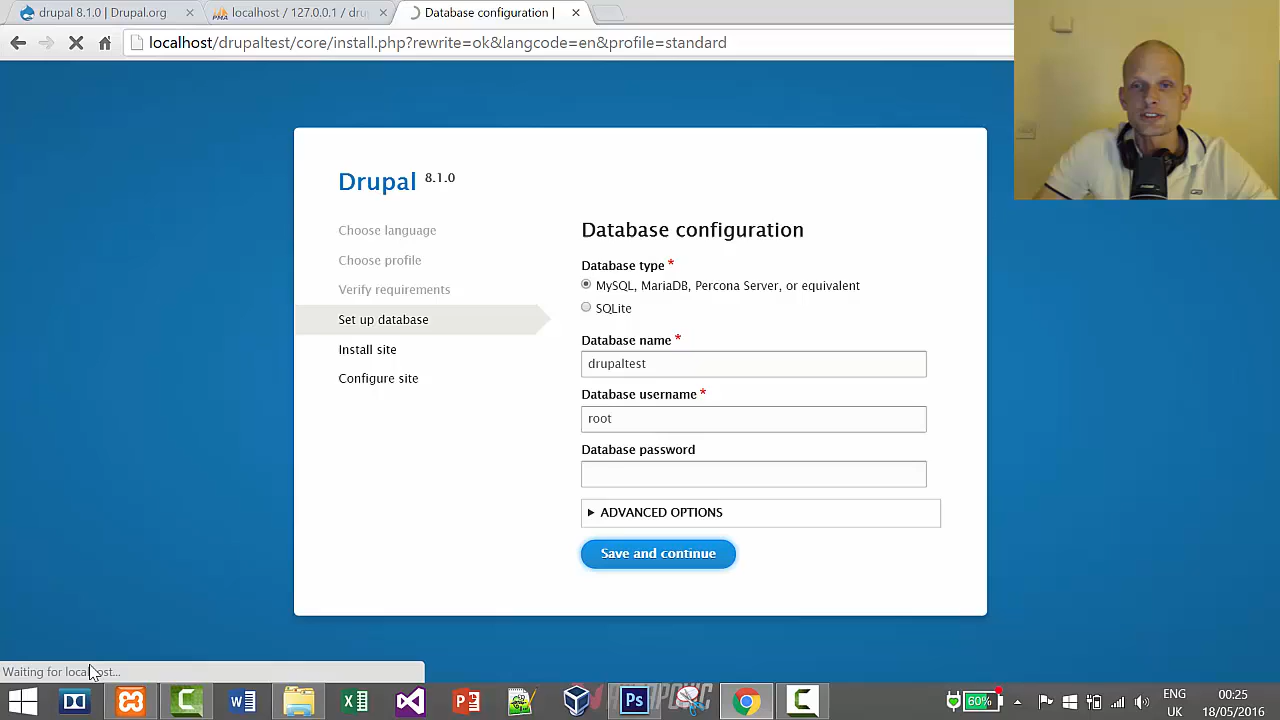 drupal 8.1.0 | Drupal.org
localhost / 127.0.0.1 / dru
Database configuration |
localhost/drupaltest/core/install.php?rewrite=ok&langcode=en&profile=standard
Drupal 8.1.0
Choose language
Choose profile
Verify requirements
Set up database
Install site
Configure site
Database configuration
Database type *
MySQL, MariaDB, Percona Server, or equivalent
SQLite
Database name *
drupaltest
Database username *
root
Database password
ADVANCED OPTIONS
Save and continue
Waiting for localhost...
60%
ENG
UK
00:25
18/05/2016